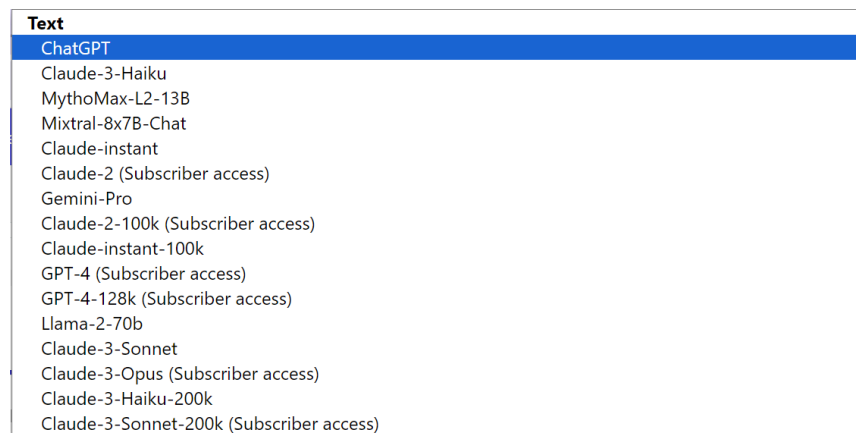 Text
ChatGPT
Claude-3-Haiku
MythoMax-L2-13B
Mixtral-8x7B-Chat
Claude-instant
Claude-2 (Subscriber access)
Gemini-Pro
Claude-2-100k (Subscriber access)
Claude-instant-100k
GPT-4 (Subscriber access)
GPT-4-128k (Subscriber access)
Llama-2-70b
Claude-3-Sonnet
Claude-3-Opus (Subscriber access)
Claude-3-Haiku-200k
Claude-3-Sonnet-200k (Subscriber access)